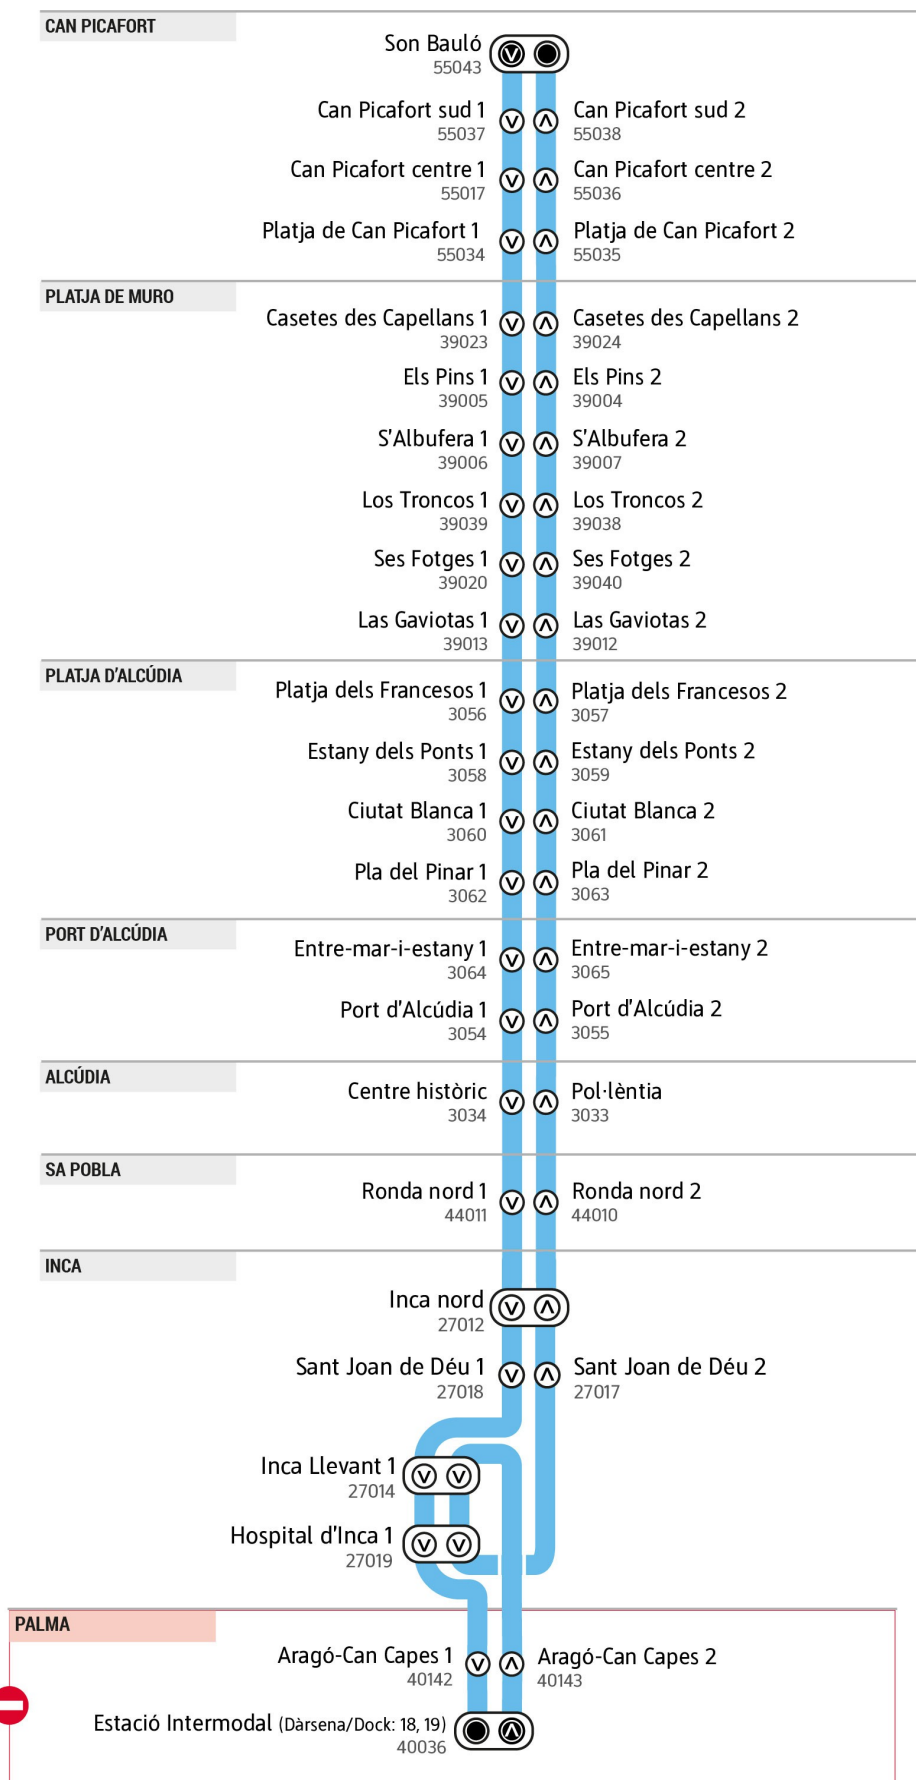 CAN PICAFORT
Son Bauló
55043
Can Picafort sud 1
55037
Can Picafort sud 2
55038
Can Picafort centre 1
55017
Can Picafort centre 2
55036
Platja de Can Picafort 1
55034
Platja de Can Picafort 2
55035
PLATJA DE MURO
Casetes des Capellans 1
39023
Casetes des Capellans 2
39024
Els Pins 1
39005
Els Pins 2
39004
S'Albufera 1
39006
S'Albufera 2
39007
Los Troncos 1
39039
Los Troncos 2
39038
Ses Fotges 1
39020
Ses Fotges 2
39040
Las Gaviotas 1
39013
Las Gaviotas 2
39012
PLATJA D'ALCÚDIA
Platja dels Francesos 1
3056
Platja dels Francesos 2
3057
Estany dels Ponts 1
3058
Estany dels Ponts 2
3059
Ciutat Blanca 1
3060
Ciutat Blanca 2
3061
Pla del Pinar 1
3062
Pla del Pinar 2
3063
PORT D'ALCÚDIA
Entre-mar-i-estany 1
3064
Entre-mar-i-estany 2
3065
Port d'Alcúdia 1
3054
Port d'Alcúdia 2
3055
ALCÚDIA
Centre històric
3034
Pol·lèntia
3033
SA POBLA
Ronda nord 1
44011
Ronda nord 2
44010
INCA
Inca nord
27012
Sant Joan de Déu 1
27018
Sant Joan de Déu 2
27017
Inca Llevant 1
27014
Hospital d'Inca 1
27019
PALMA
Aragó-Can Capes 1
40142
Aragó-Can Capes 2
40143
Estació Intermodal (Dàrsena/Dock: 18, 19)
40036